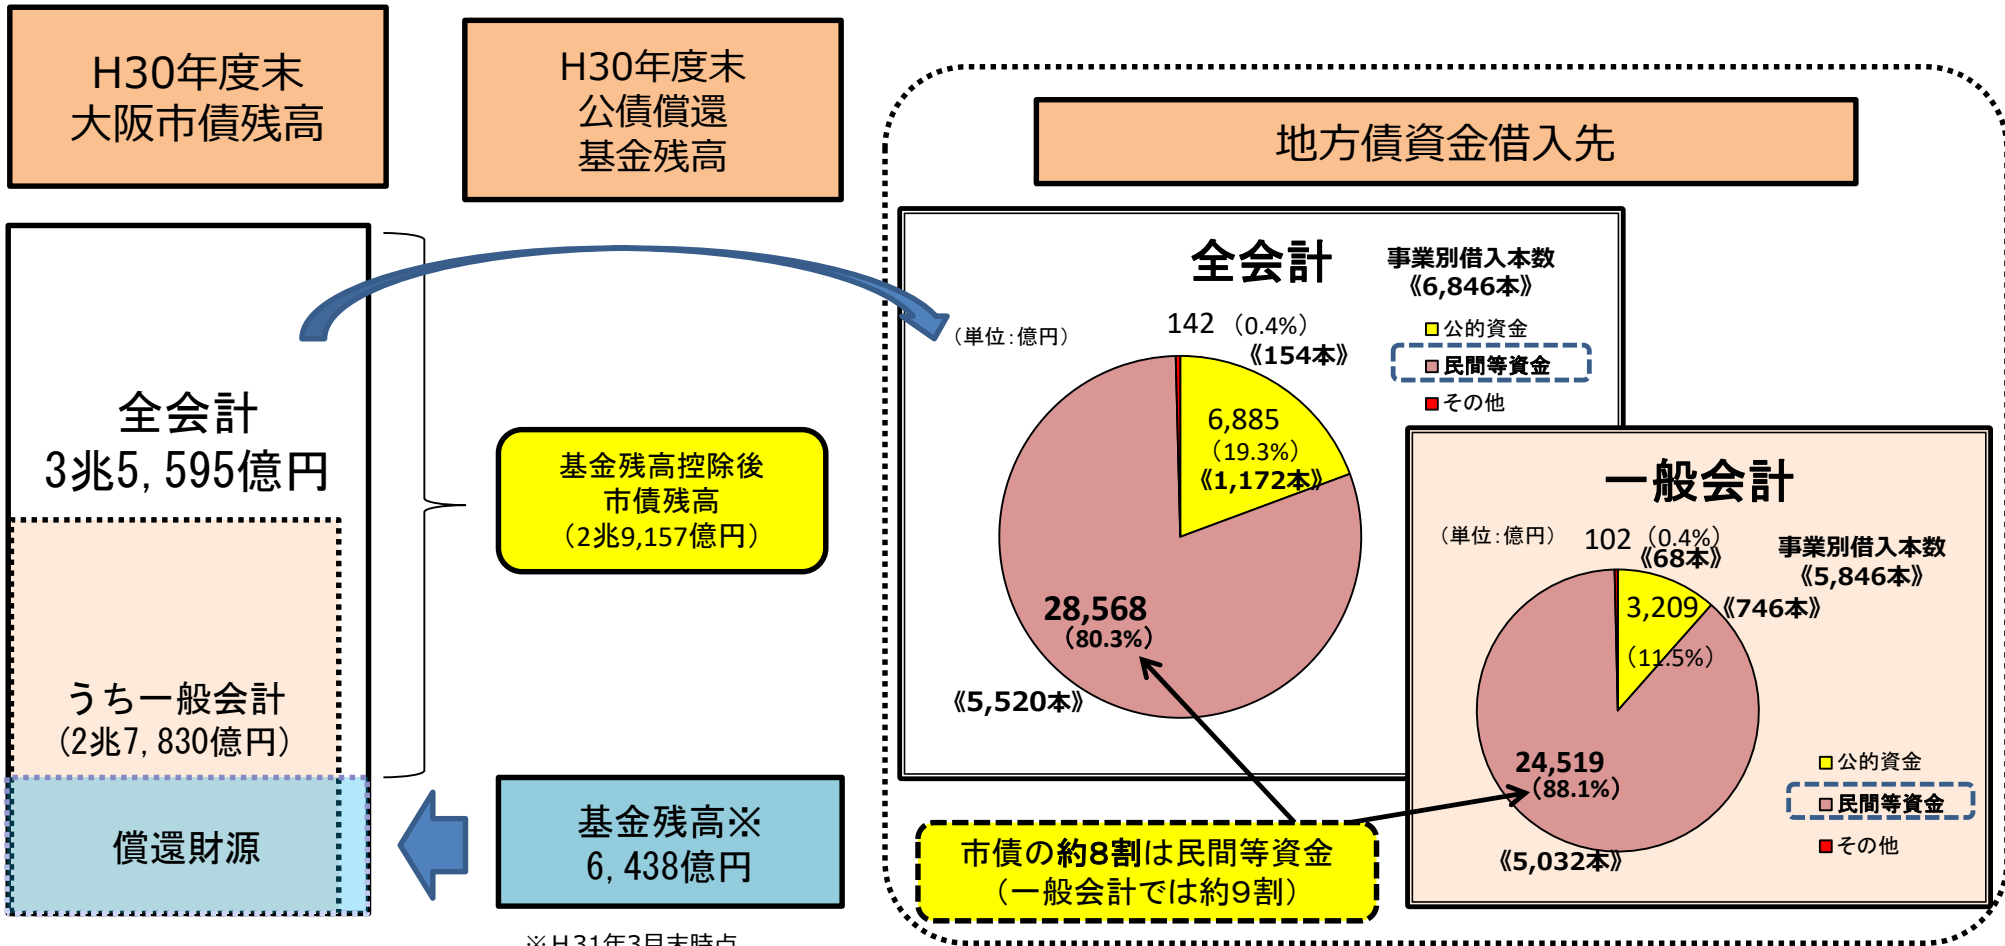 H30年度末
大阪市債残高
H30年度末
公債償還
基金残高
地方債資金借入先
全会計
3兆5,595億円
うち一般会計
(2兆7,830億円)
償還財源
基金残高控除後
市債残高
(2兆9,157億円)
基金残高※
6,438億円
※H31年3月末時点
全会計
事業別借入本数
《6,846本》
(単位:億円)
142 (0.4%)
《154本》
公的資金
民間等資金
その他
6,885
(19.3%)
《1,172本》
28,568
(80.3%)
《5,520本》
一般会計
(単位:億円)
102 (0.4%)
《68本》
事業別借入本数
《5,846本》
3,209
《746本》
(11.5%)
24,519
(88.1%)
《5,032本》
公的資金
民間等資金
その他
市債の約8割は民間等資金
(一般会計では約9割)